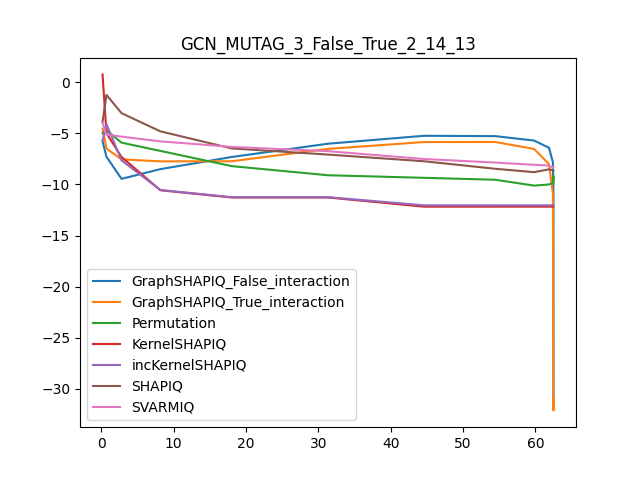 GCN_MUTAG_3_False_True_2_14_13
0
−5
−10
−15
−20
−25
−30
GraphSHAPIQ_False_interaction
GraphSHAPIQ_True_interaction
Permutation
KernelSHAPIQ
incKernelSHAPIQ
SHAPIQ
SVARMIQ
0 10 20 30 40 50 60